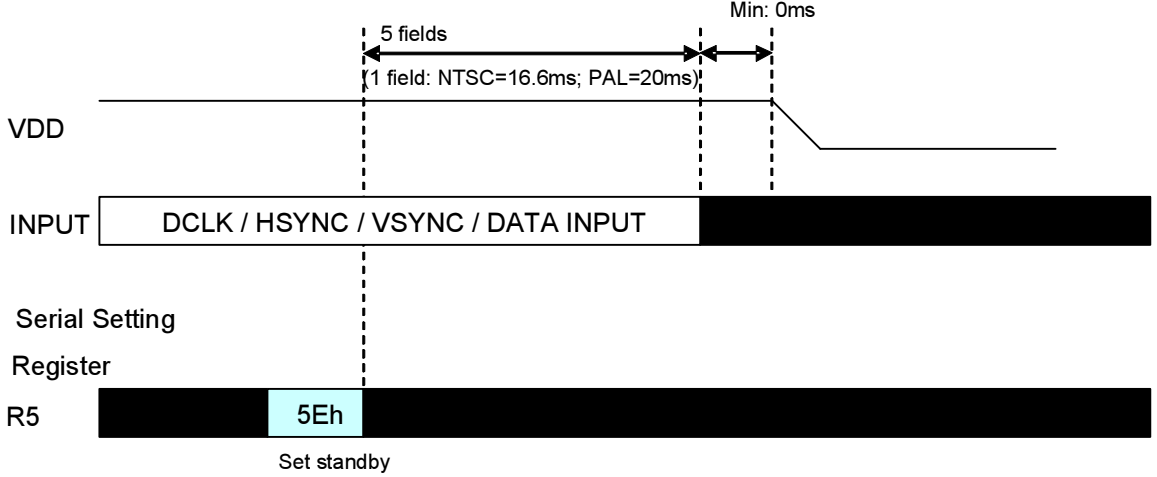 Min: 0ms
5 fields
(1 field: NTSC=16.6ms; PAL=20ms)
VDD
INPUT
DCLK / HSYNC / VSYNC / DATA INPUT
Serial Setting
Register
R5
5Eh
Set standby